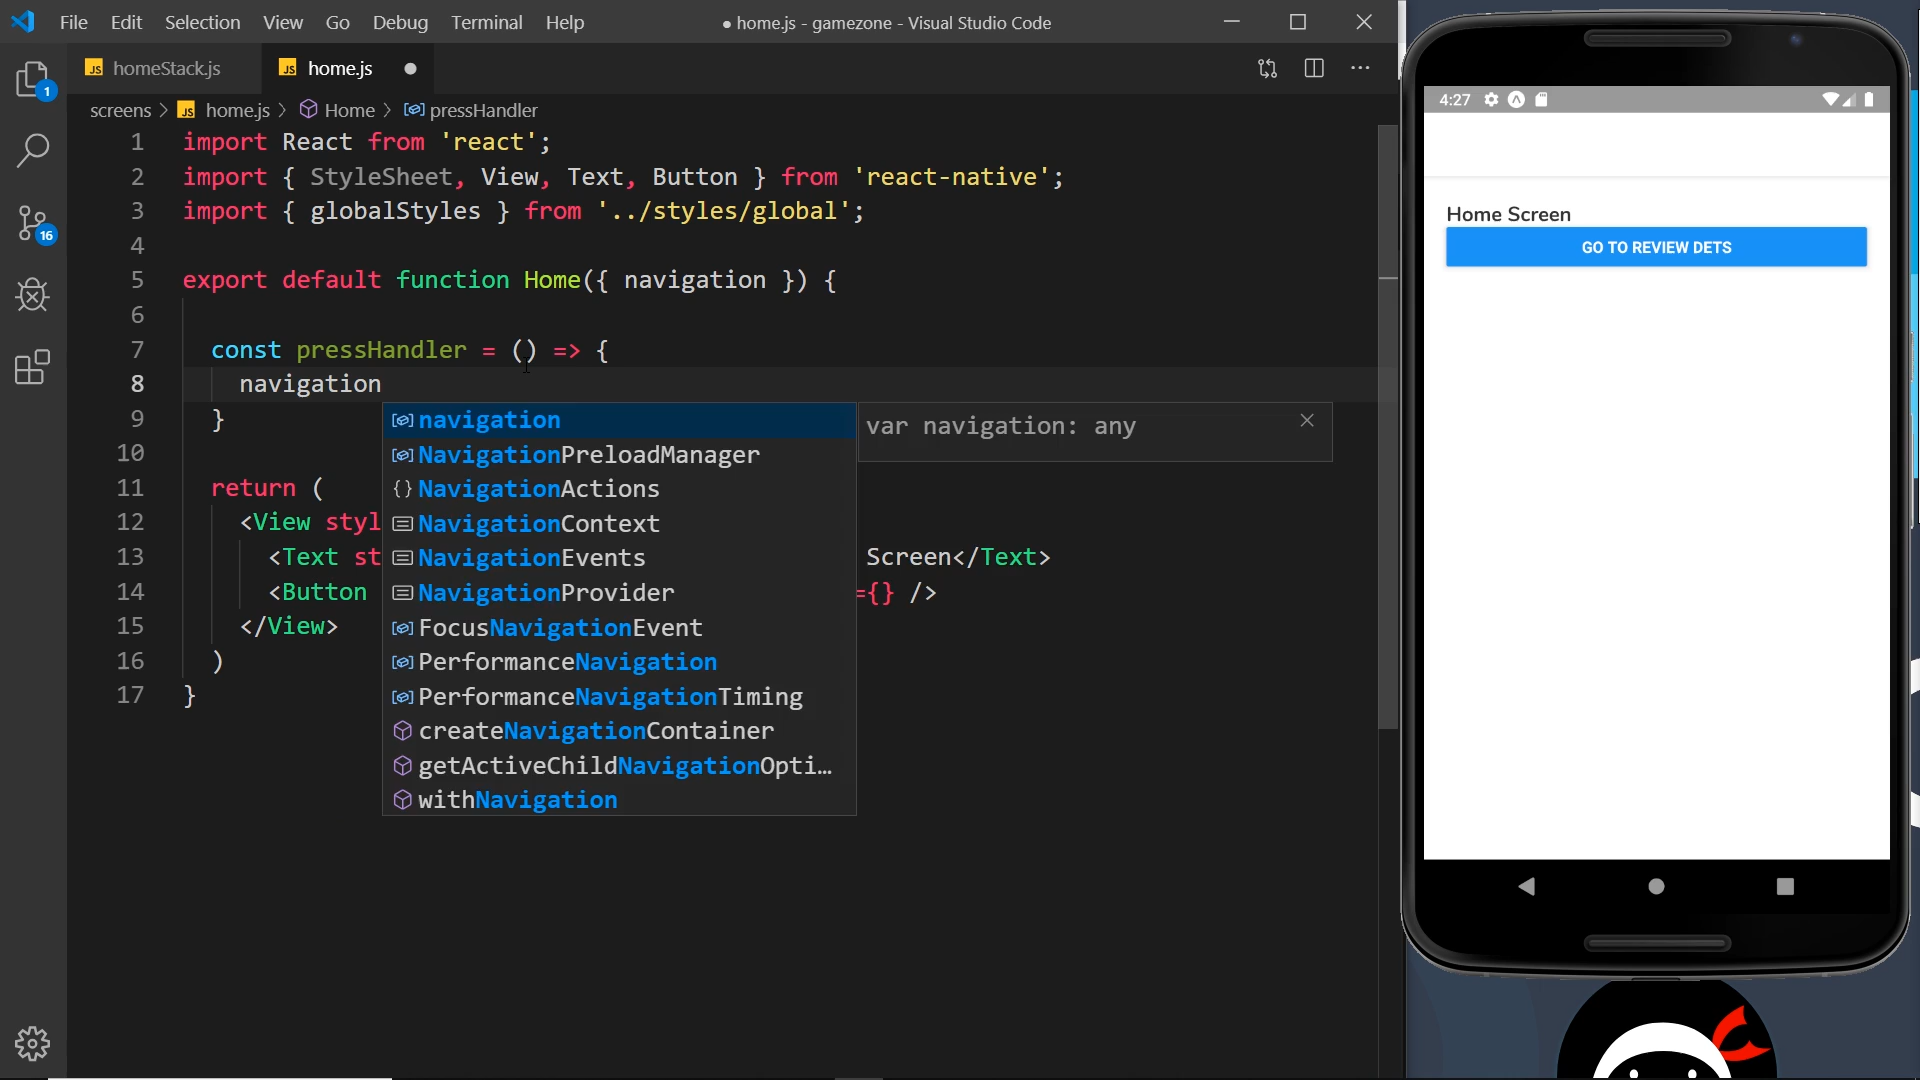 File Edit Selection View Go Debug Terminal Help
● home.js - gamezone - Visual Studio Code
JS homeStack.js
JS home.js ●
screens > JS home.js > Home > pressHandler
1 import React from 'react';
2 import { StyleSheet, View, Text, Button } from 'react-native';
3 import { globalStyles } from '../styles/global';
4
5 export default function Home({ navigation }) {
6
7 const pressHandler = () => {
8 navigation
9 }
10
11 return (
12 <View styl
13 <Text st Screen</Text>
14 <Button ={} />
15 </View>
16 )
17 }
navigation
NavigationPreloadManager
NavigationActions
NavigationContext
NavigationEvents
NavigationProvider
FocusNavigationEvent
PerformanceNavigation
PerformanceNavigationTiming
createNavigationContainer
getActiveChildNavigationOpti…
withNavigation
var navigation: any
1
16
4:27
Home Screen
GO TO REVIEW DETS